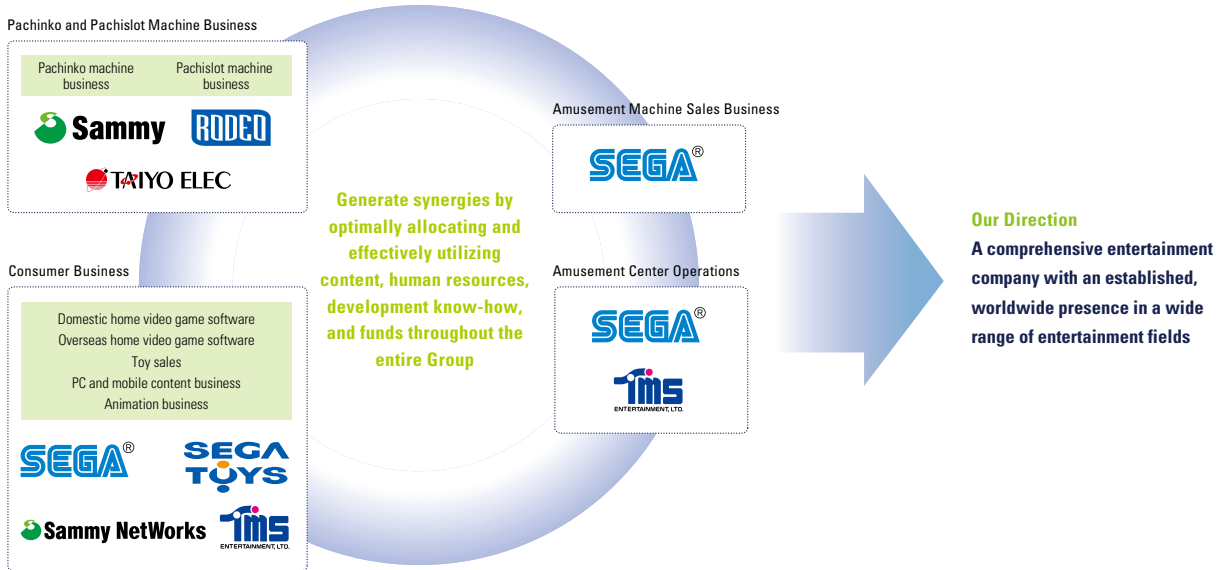 Pachinko and Pachislot Machine Business
Pachinko machine
business
Pachislot machine
business
Sammy
RODEO
TAIYO ELEC
Consumer Business
Domestic home video game software
Overseas home video game software
Toy sales
PC and mobile content business
Animation business
SEGA®
SEGA
TOYS
Sammy NetWorks
TMS
ENTERTAINMENT, LTD.
Generate synergies by
optimally allocating and
effectively utilizing
content, human resources,
development know-how,
and funds throughout the
entire Group
Amusement Machine Sales Business
SEGA®
Amusement Center Operations
SEGA®
TMS
ENTERTAINMENT, LTD.
Our Direction
A comprehensive entertainment
company with an established,
worldwide presence in a wide
range of entertainment fields